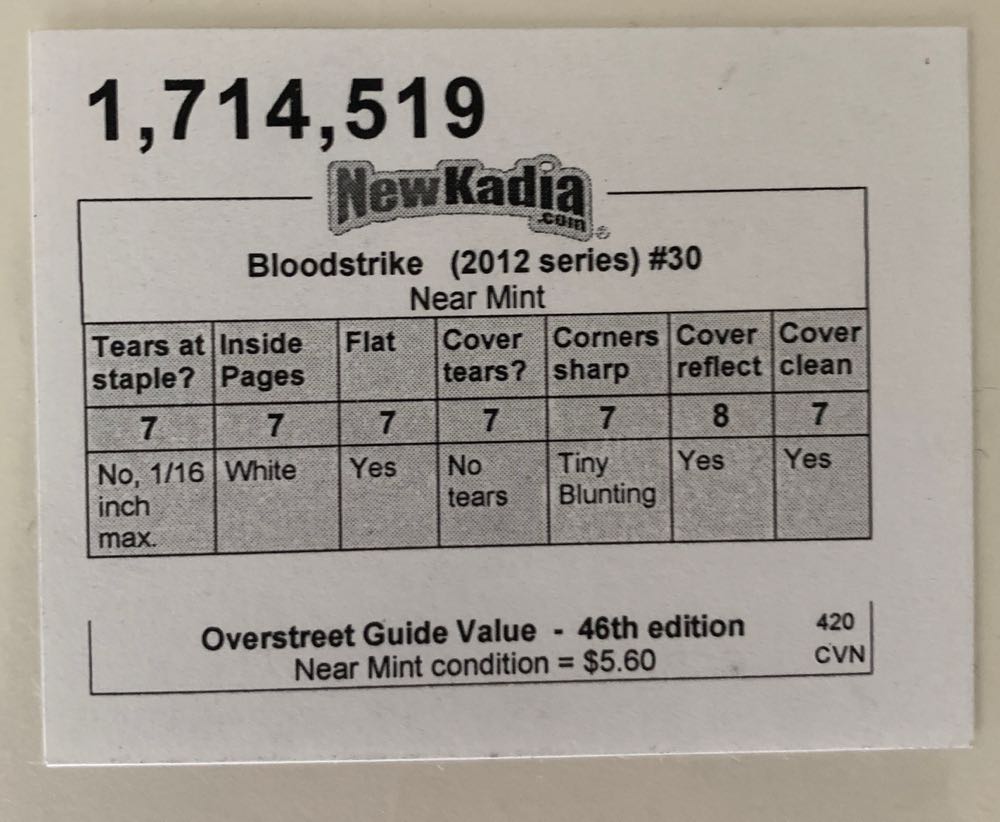 1,714,519
NewKadia
.com®
Bloodstrike (2012 series) #30
Near Mint
Tears at staple? Inside Pages Flat Cover tears? Corners sharp Cover reflect Cover clean
7 7 7 7 7 8 7
No, 1/16 inch max. White Yes No tears Tiny Blunting Yes Yes
Overstreet Guide Value - 46th edition 420
Near Mint condition = $5.60 CVN